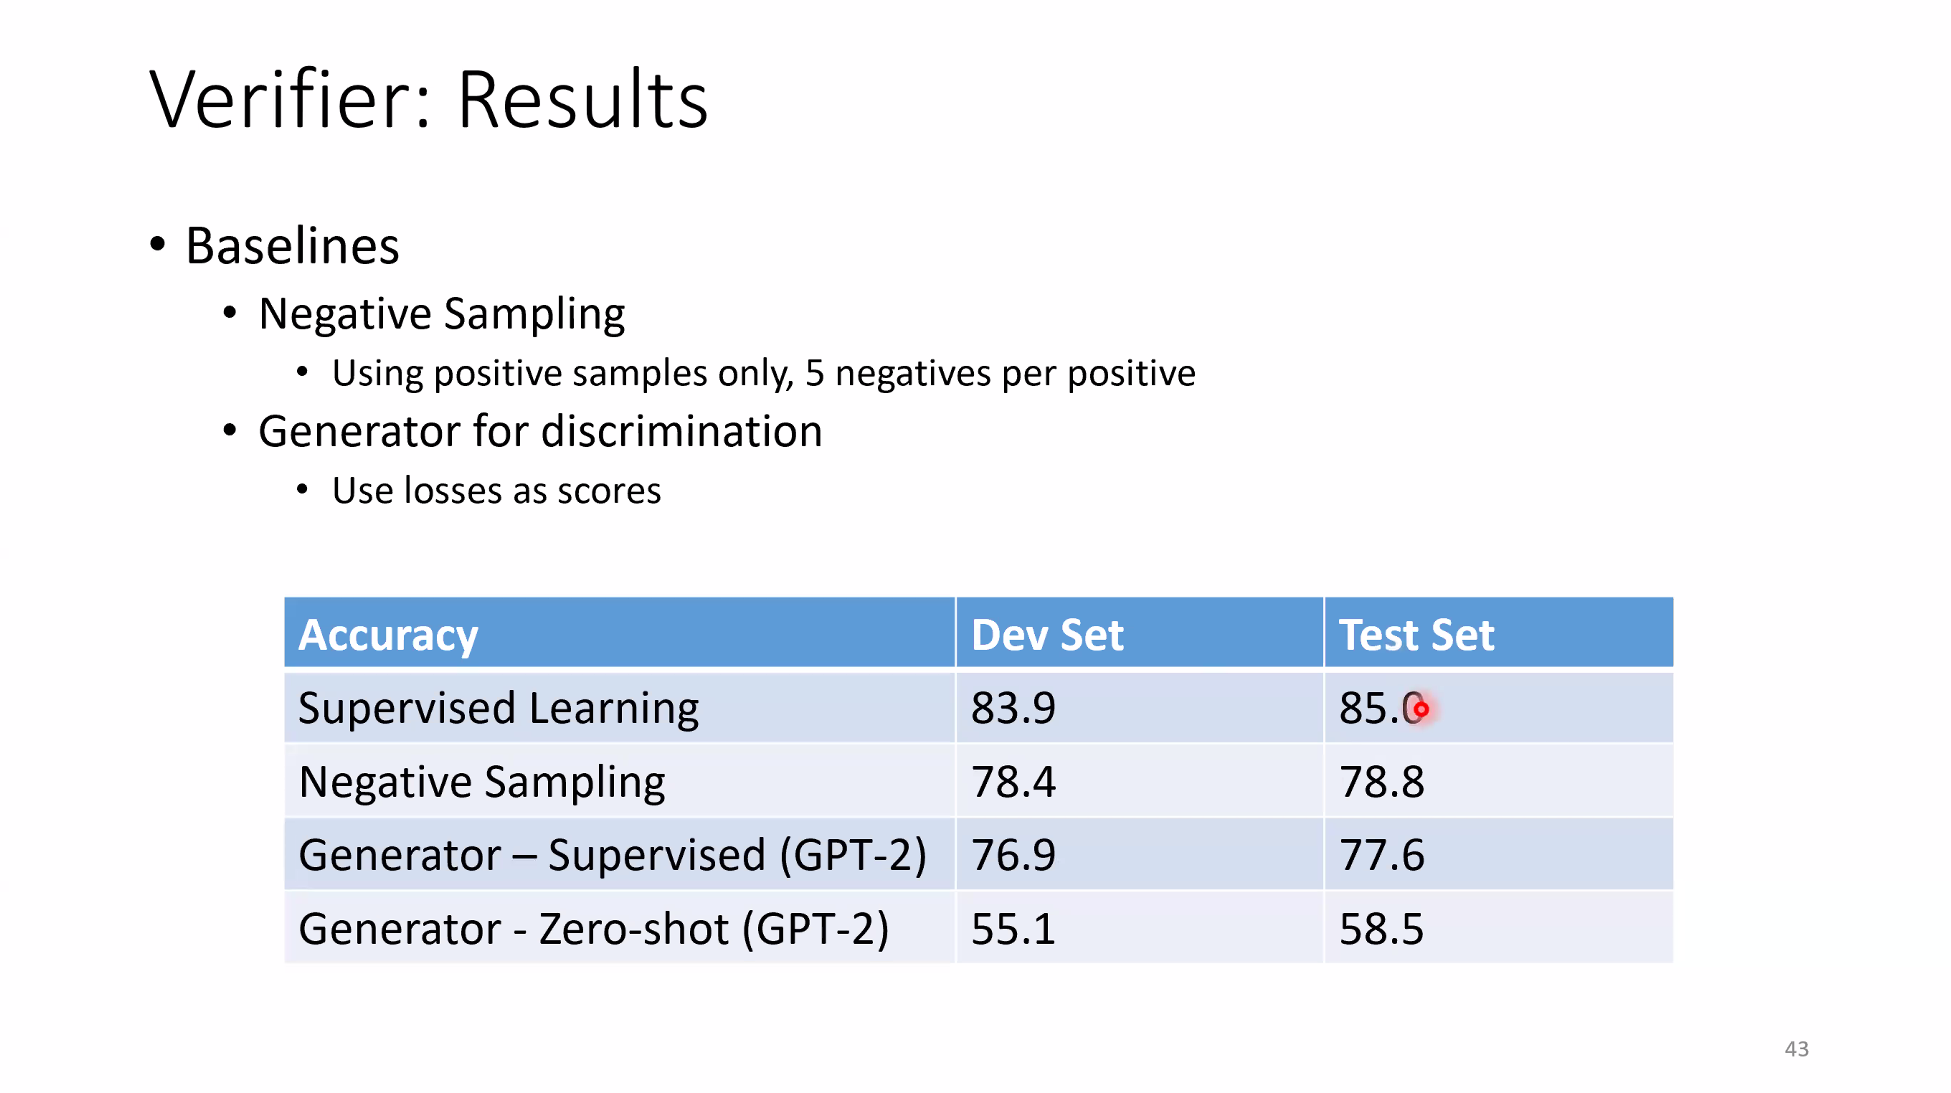 Verifier: Results
• Baselines
• Negative Sampling
• Using positive samples only, 5 negatives per positive
• Generator for discrimination
• Use losses as scores
Accuracy Dev Set Test Set
Supervised Learning 83.9 85.0
Negative Sampling 78.4 78.8
Generator – Supervised (GPT-2) 76.9 77.6
Generator - Zero-shot (GPT-2) 55.1 58.5
43